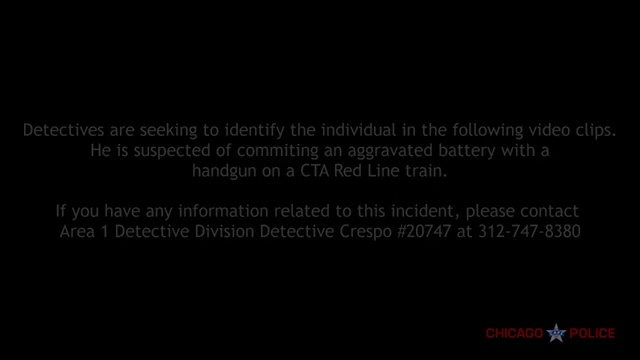 Detectives are seeking to identify the individual in the following video clips.
He is suspected of commiting an aggravated battery with a
handgun on a CTA Red Line train.
If you have any information related to this incident, please contact
Area 1 Detective Division Detective Crespo #20747 at 312-747-8380
CHICAGO POLICE